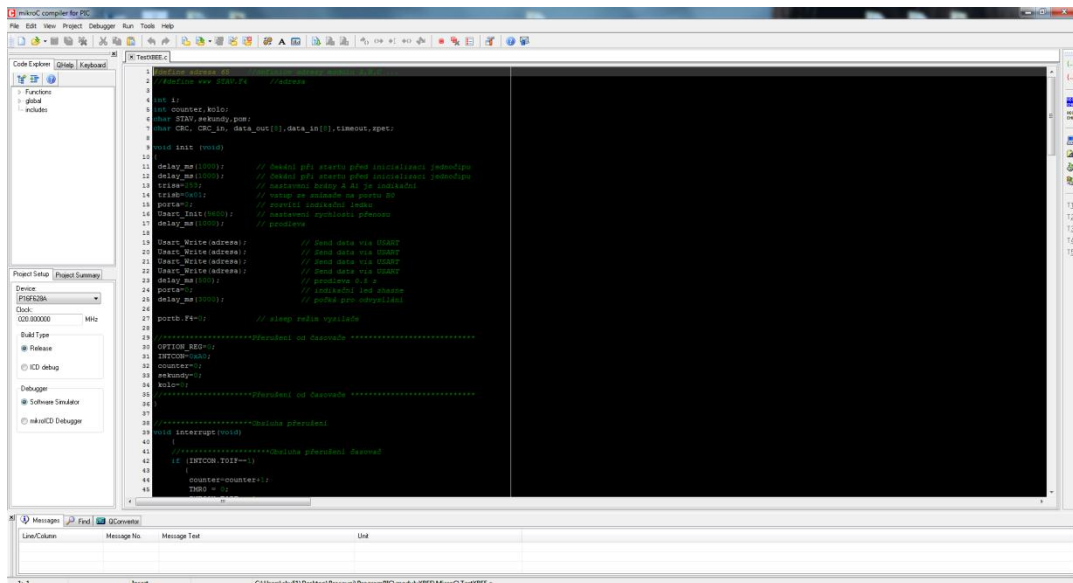 mikroC compiler for PIC
File Edit View Project Debugger Run Tools Help
Code Explorer QHelp Keyboard
Functions
global
includes
TestXBEE.c
1 #define adresa 65
2 //#define www STAV.f4 //adresa
3
4 int i;
5 int counter,kolo;
6 char STAV,sekundy,pom;
7 char CRC, CRC_in, data_out[8],data_in[8],timeout,zpet;
8
9 void init (void)
10 {
11 delay_ms(1000); // čekání při startu před inicializací jednočipu
12 delay_ms(1000); // čekání při startu před inicializací jednočipu
13 trisa=255; // nastavení brány A A1 je indikační
14 trisb=0x01; // vstup ze snímače na portu B0
15 // rozsvítí indikační ledku
16 Usart_Init(9600); // nastavení rychlosti přenosu
17 delay_ms(1000); // prodleva
18
19 Usart_Write(adresa); // Send data via USART
20 Usart_Write(adresa); // Send data via USART
21 Usart_Write(adresa); // Send data via USART
22 Usart_Write(adresa); // Send data via USART
23 delay_ms(500); // prodleva 0.5 s
24 porta=0; // indikační led zhasne
25 delay_ms(3000); // počká pro odvysílání
26
27 portb.F4=0; // sleep režim vysílače
28
29 //********************Přerušení od časovače ****************************
30
31 INTCON=0xA0;
32 counter=0;
33 sekundy=0;
34 kolo=0;
35 //********************Přerušení od časovače ****************************
36 }
37
38 //********************Obsluha přerušení
39 void interrupt(void)
40 {
41 //********************Obsluha přerušení časovač
42 if (INTCON.TOIF==1)
43 {
44 counter=counter+1;
45 TMR0 = 0;
Project Setup Project Summary
Device:
P16F628A
Clock:
020.000000 MHz
Build Type
Release
ICD debug
Debugger
Software Simulator
mikroICD Debugger
Messages Find QConvertor
Line/Column Message No. Message Text Unit
1: 1 Insert